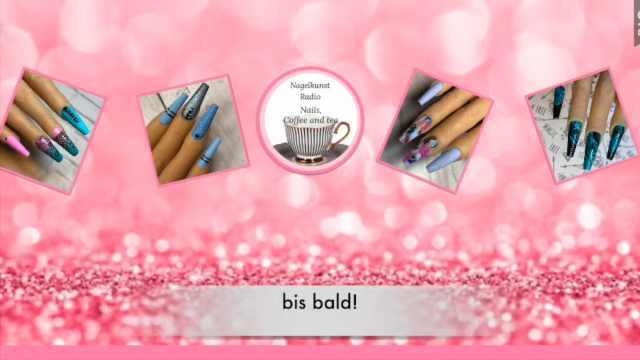 Nagelkunst
Radio
Nails,
Coffee and tea
bis bald!